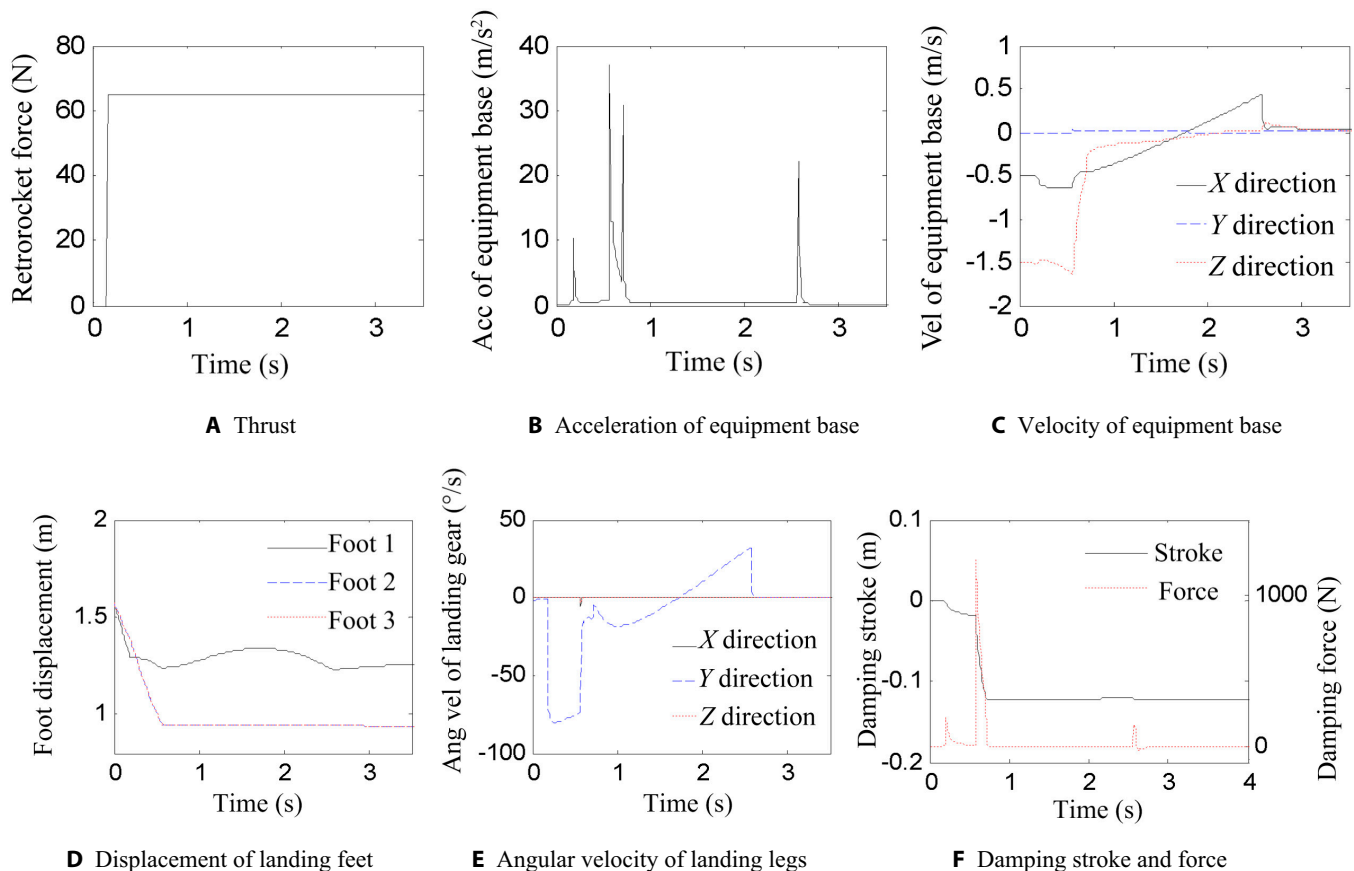 Retrorocket force (N)
80
60
40
20
0
0 1 2 3
Time (s)
A Thrust
Acc of equipment base (m/s²)
40
30
20
10
0
0 1 2 3
Time (s)
B Acceleration of equipment base
Vel of equipment base (m/s)
1
0.5
0
-0.5
-1
-1.5
-2
X direction
Y direction
Z direction
0 1 2 3
Time (s)
C Velocity of equipment base
Foot displacement (m)
2
1.5
1
Foot 1
Foot 2
Foot 3
0 1 2 3
Time (s)
D Displacement of landing feet
Ang vel of landing gear (°/s)
50
0
-50
-100
X direction
Y direction
Z direction
0 1 2 3
Time (s)
E Angular velocity of landing legs
Damping stroke (m)
0.1
0
-0.1
-0.2
Stroke
Force
1000
0
Damping force (N)
0 1 2 3 4
Time (s)
F Damping stroke and force